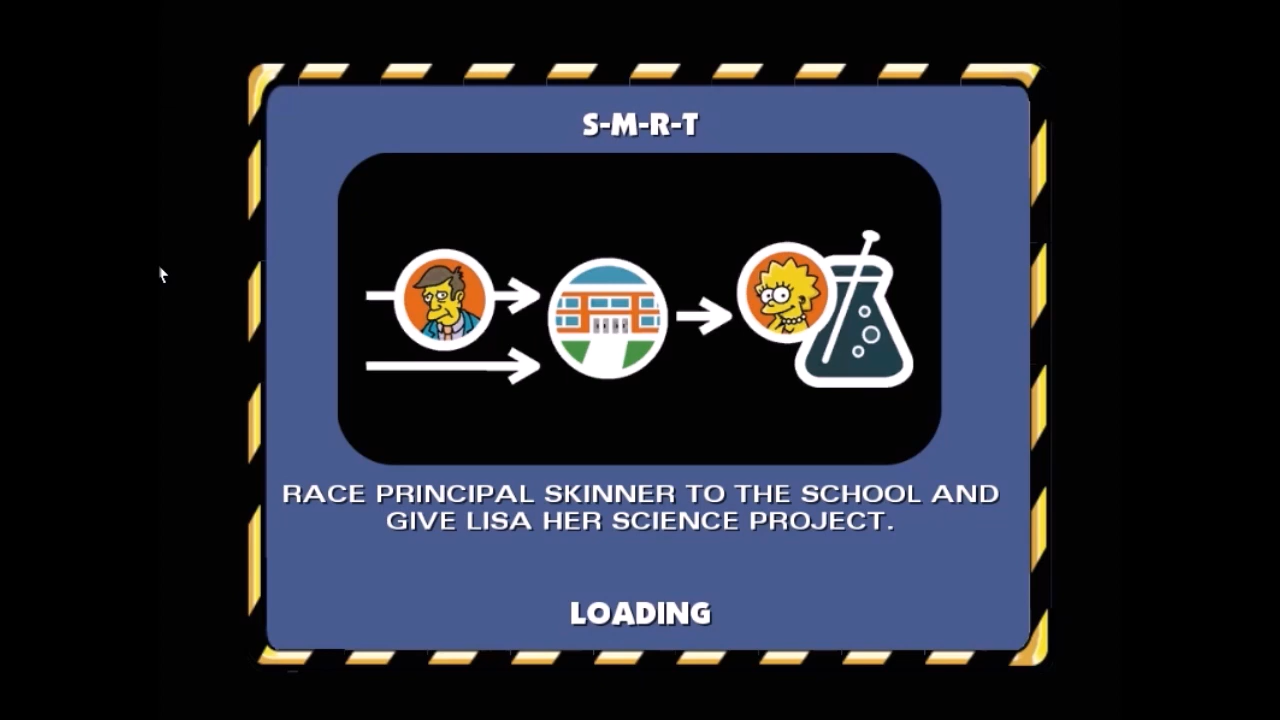 S-M-R-T
RACE PRINCIPAL SKINNER TO THE SCHOOL AND
GIVE LISA HER SCIENCE PROJECT.
LOADING